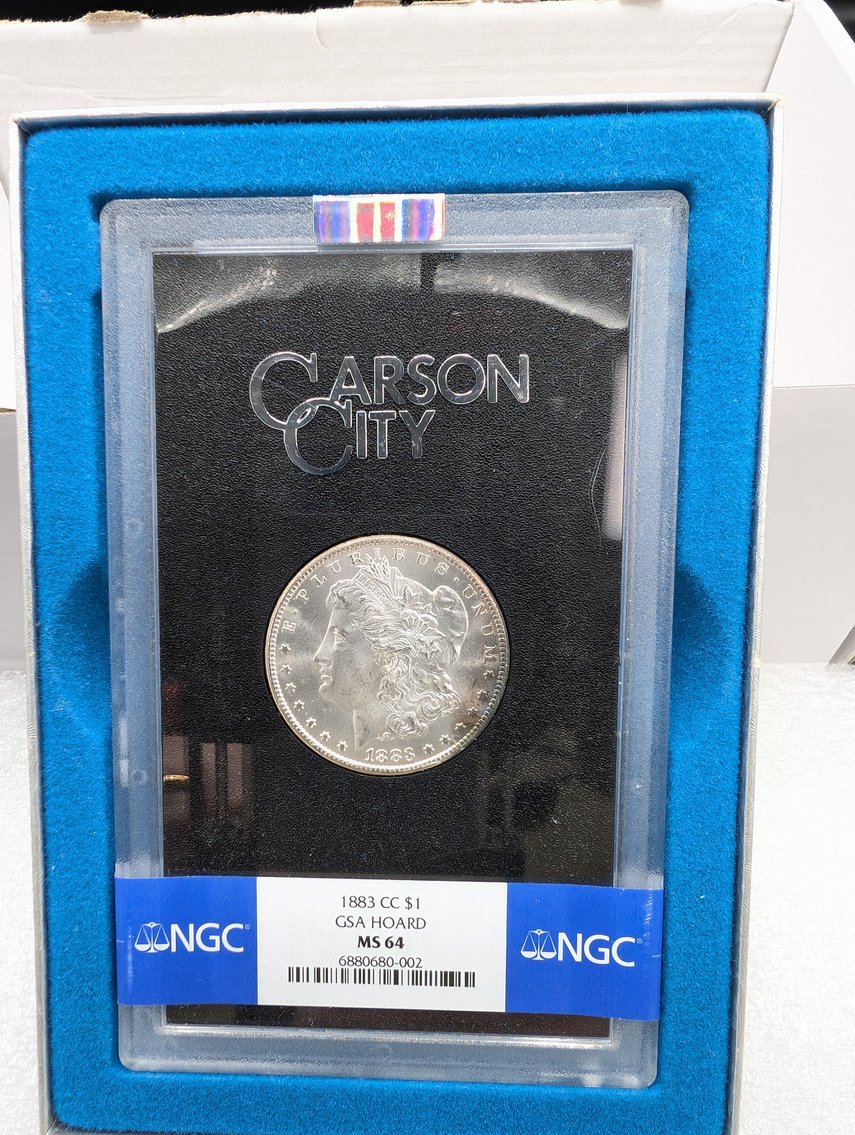 CARSON
CITY
E·PLURIBUS·UNUM
1883
NGC
1883 CC $1
GSA HOARD
MS 64
6880680-002
NGC